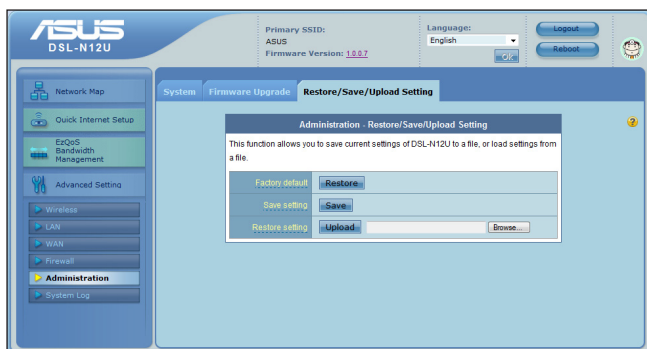 ASUS
DSL-N12U
Primary SSID:
ASUS
Firmware Version: 1.0.0.7
Language:
English
OK
Logout
Reboot
Network Map
Quick Internet Setup
EzQoS
Bandwidth
Management
Advanced Setting
Wireless
LAN
WAN
Firewall
Administration
System Log
System
Firmware Upgrade
Restore/Save/Upload Setting
Administration - Restore/Save/Upload Setting
This function allows you to save current settings of DSL-N12U to a file, or load settings from
a file.
Factory default
Restore
Save setting
Save
Restore setting
Upload
Browse...
?